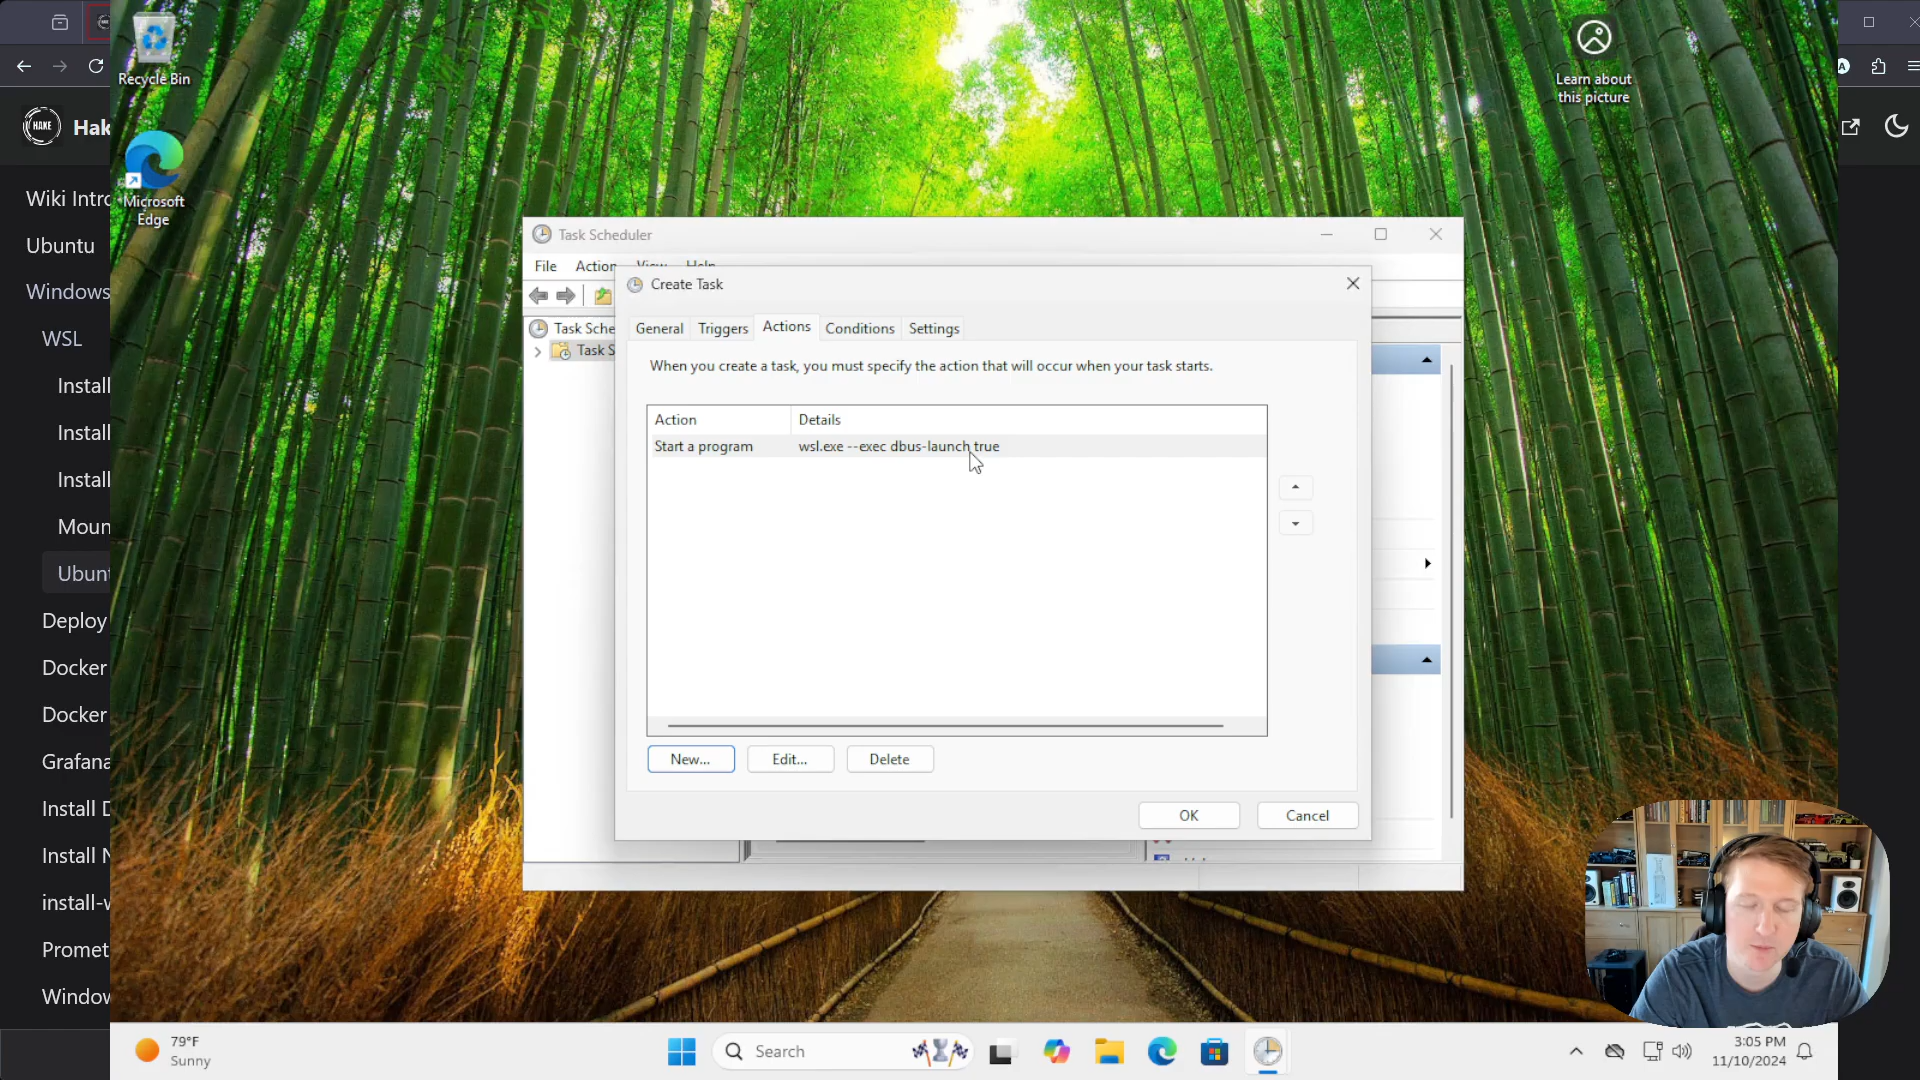 Recycle Bin
Microsoft
Edge
Learn about
this picture
HAKE
Hak
Wiki Intro
Ubuntu
Windows
WSL
Install
Install
Install
Moun
Ubunt
Deploy
Docker
Docker
Grafana
Install D
Install N
install-w
Promet
Window
Task Scheduler
File Action View Help
Task Sche
Task S
Create Task
General Triggers Actions Conditions Settings
When you create a task, you must specify the action that will occur when your task starts.
Action Details
Start a program wsl.exe --exec dbus-launch true
New... Edit... Delete
OK Cancel
79°F
Sunny
Search
3:05 PM
11/10/2024